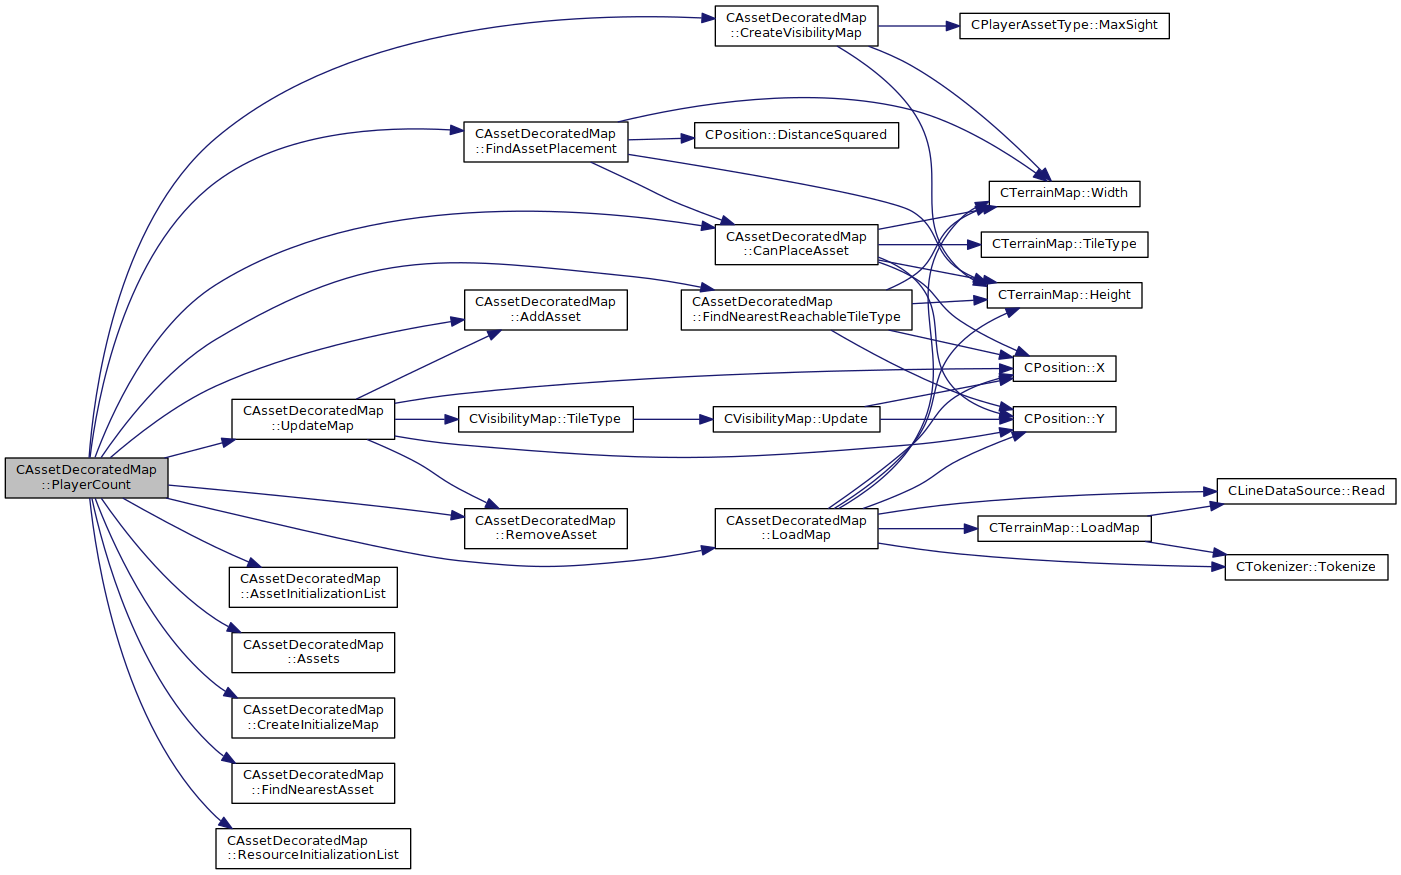 CAssetDecoratedMap
::CreateVisibilityMap
CPlayerAssetType::MaxSight
CAssetDecoratedMap
::FindAssetPlacement
CPosition::DistanceSquared
CTerrainMap::Width
CAssetDecoratedMap
::CanPlaceAsset
CTerrainMap::TileType
CAssetDecoratedMap
::AddAsset
CAssetDecoratedMap
::FindNearestReachableTileType
CTerrainMap::Height
CPosition::X
CAssetDecoratedMap
::UpdateMap
CVisibilityMap::TileType
CVisibilityMap::Update
CPosition::Y
CAssetDecoratedMap
::PlayerCount
CLineDataSource::Read
CAssetDecoratedMap
::RemoveAsset
CAssetDecoratedMap
::LoadMap
CTerrainMap::LoadMap
CTokenizer::Tokenize
CAssetDecoratedMap
::AssetInitializationList
CAssetDecoratedMap
::Assets
CAssetDecoratedMap
::CreateInitializeMap
CAssetDecoratedMap
::FindNearestAsset
CAssetDecoratedMap
::ResourceInitializationList